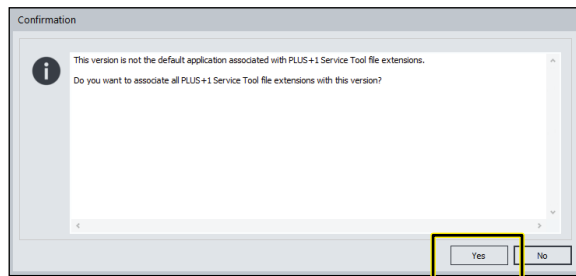 Confirmation
This version is not the default application associated with PLUS+1 Service Tool file extensions.
Do you want to associate all PLUS+1 Service Tool file extensions with this version?
Yes
No